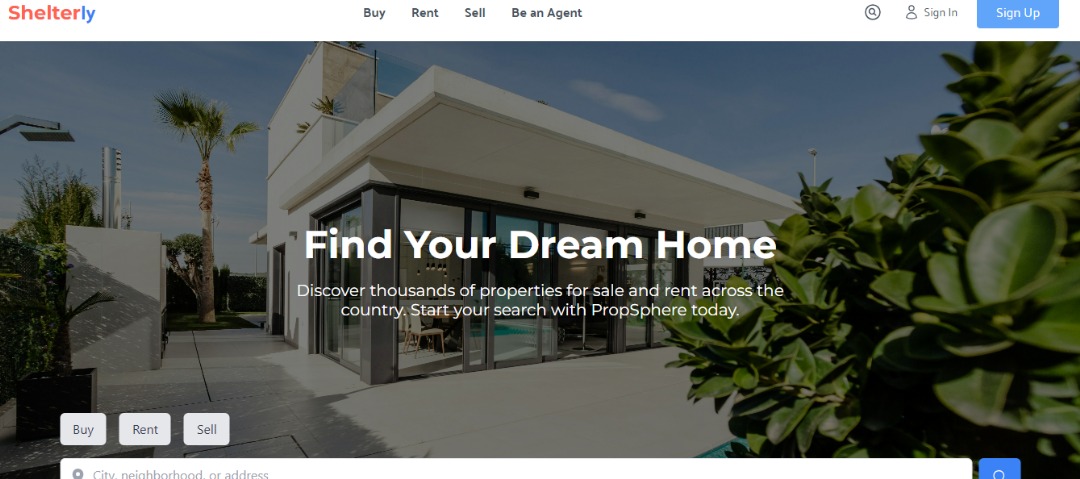 Shelterly
Buy Rent Sell Be an Agent Sign In Sign Up
Find Your Dream Home
Discover thousands of properties for sale and rent across the
country. Start your search with PropSphere today.
Buy Rent Sell
City, neighborhood, or address